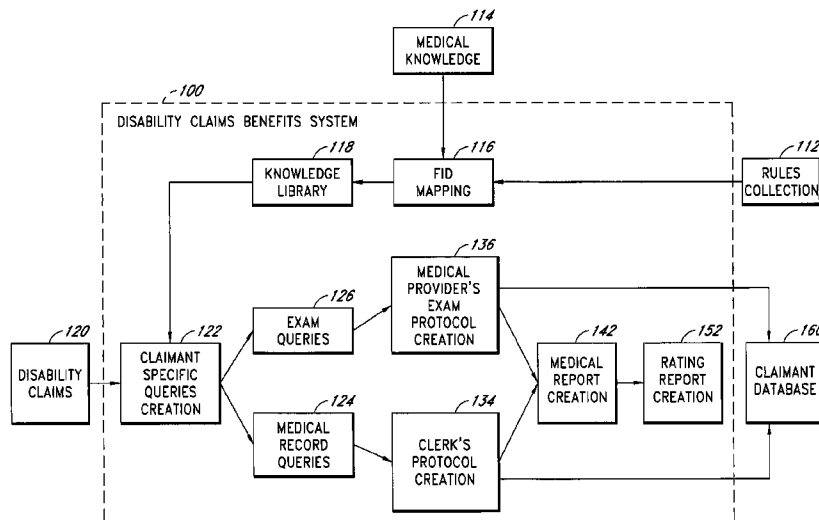 114
MEDICAL
KNOWLEDGE
100
DISABILITY CLAIMS BENEFITS SYSTEM
118
KNOWLEDGE
LIBRARY
116
FID
MAPPING
112
RULES
COLLECTION
136
MEDICAL
PROVIDER'S
EXAM
PROTOCOL
CREATION
126
EXAM
QUERIES
120
DISABILITY
CLAIMS
122
CLAIMANT
SPECIFIC
QUERIES
CREATION
142
MEDICAL
REPORT
CREATION
152
RATING
REPORT
CREATION
160
CLAIMANT
DATABASE
124
MEDICAL
RECORD
QUERIES
134
CLERK'S
PROTOCOL
CREATION